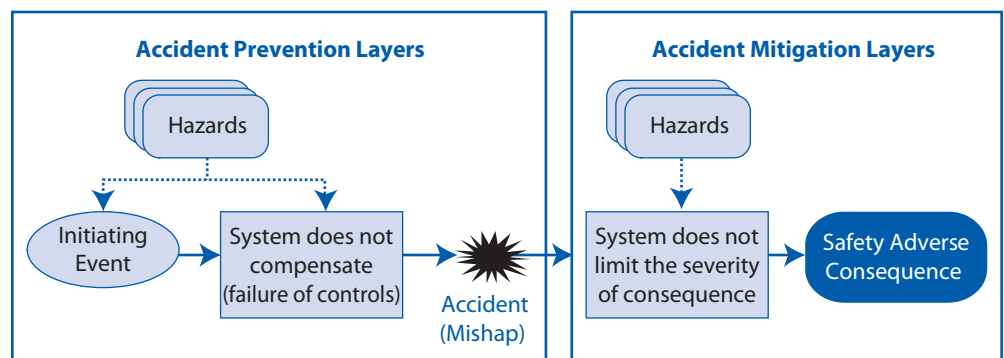 Accident Prevention Layers
Hazards
Initiating
Event
System does not
compensate
(failure of controls)
Accident
(Mishap)
Accident Mitigation Layers
Hazards
System does not
limit the severity
of consequence
Safety Adverse
Consequence